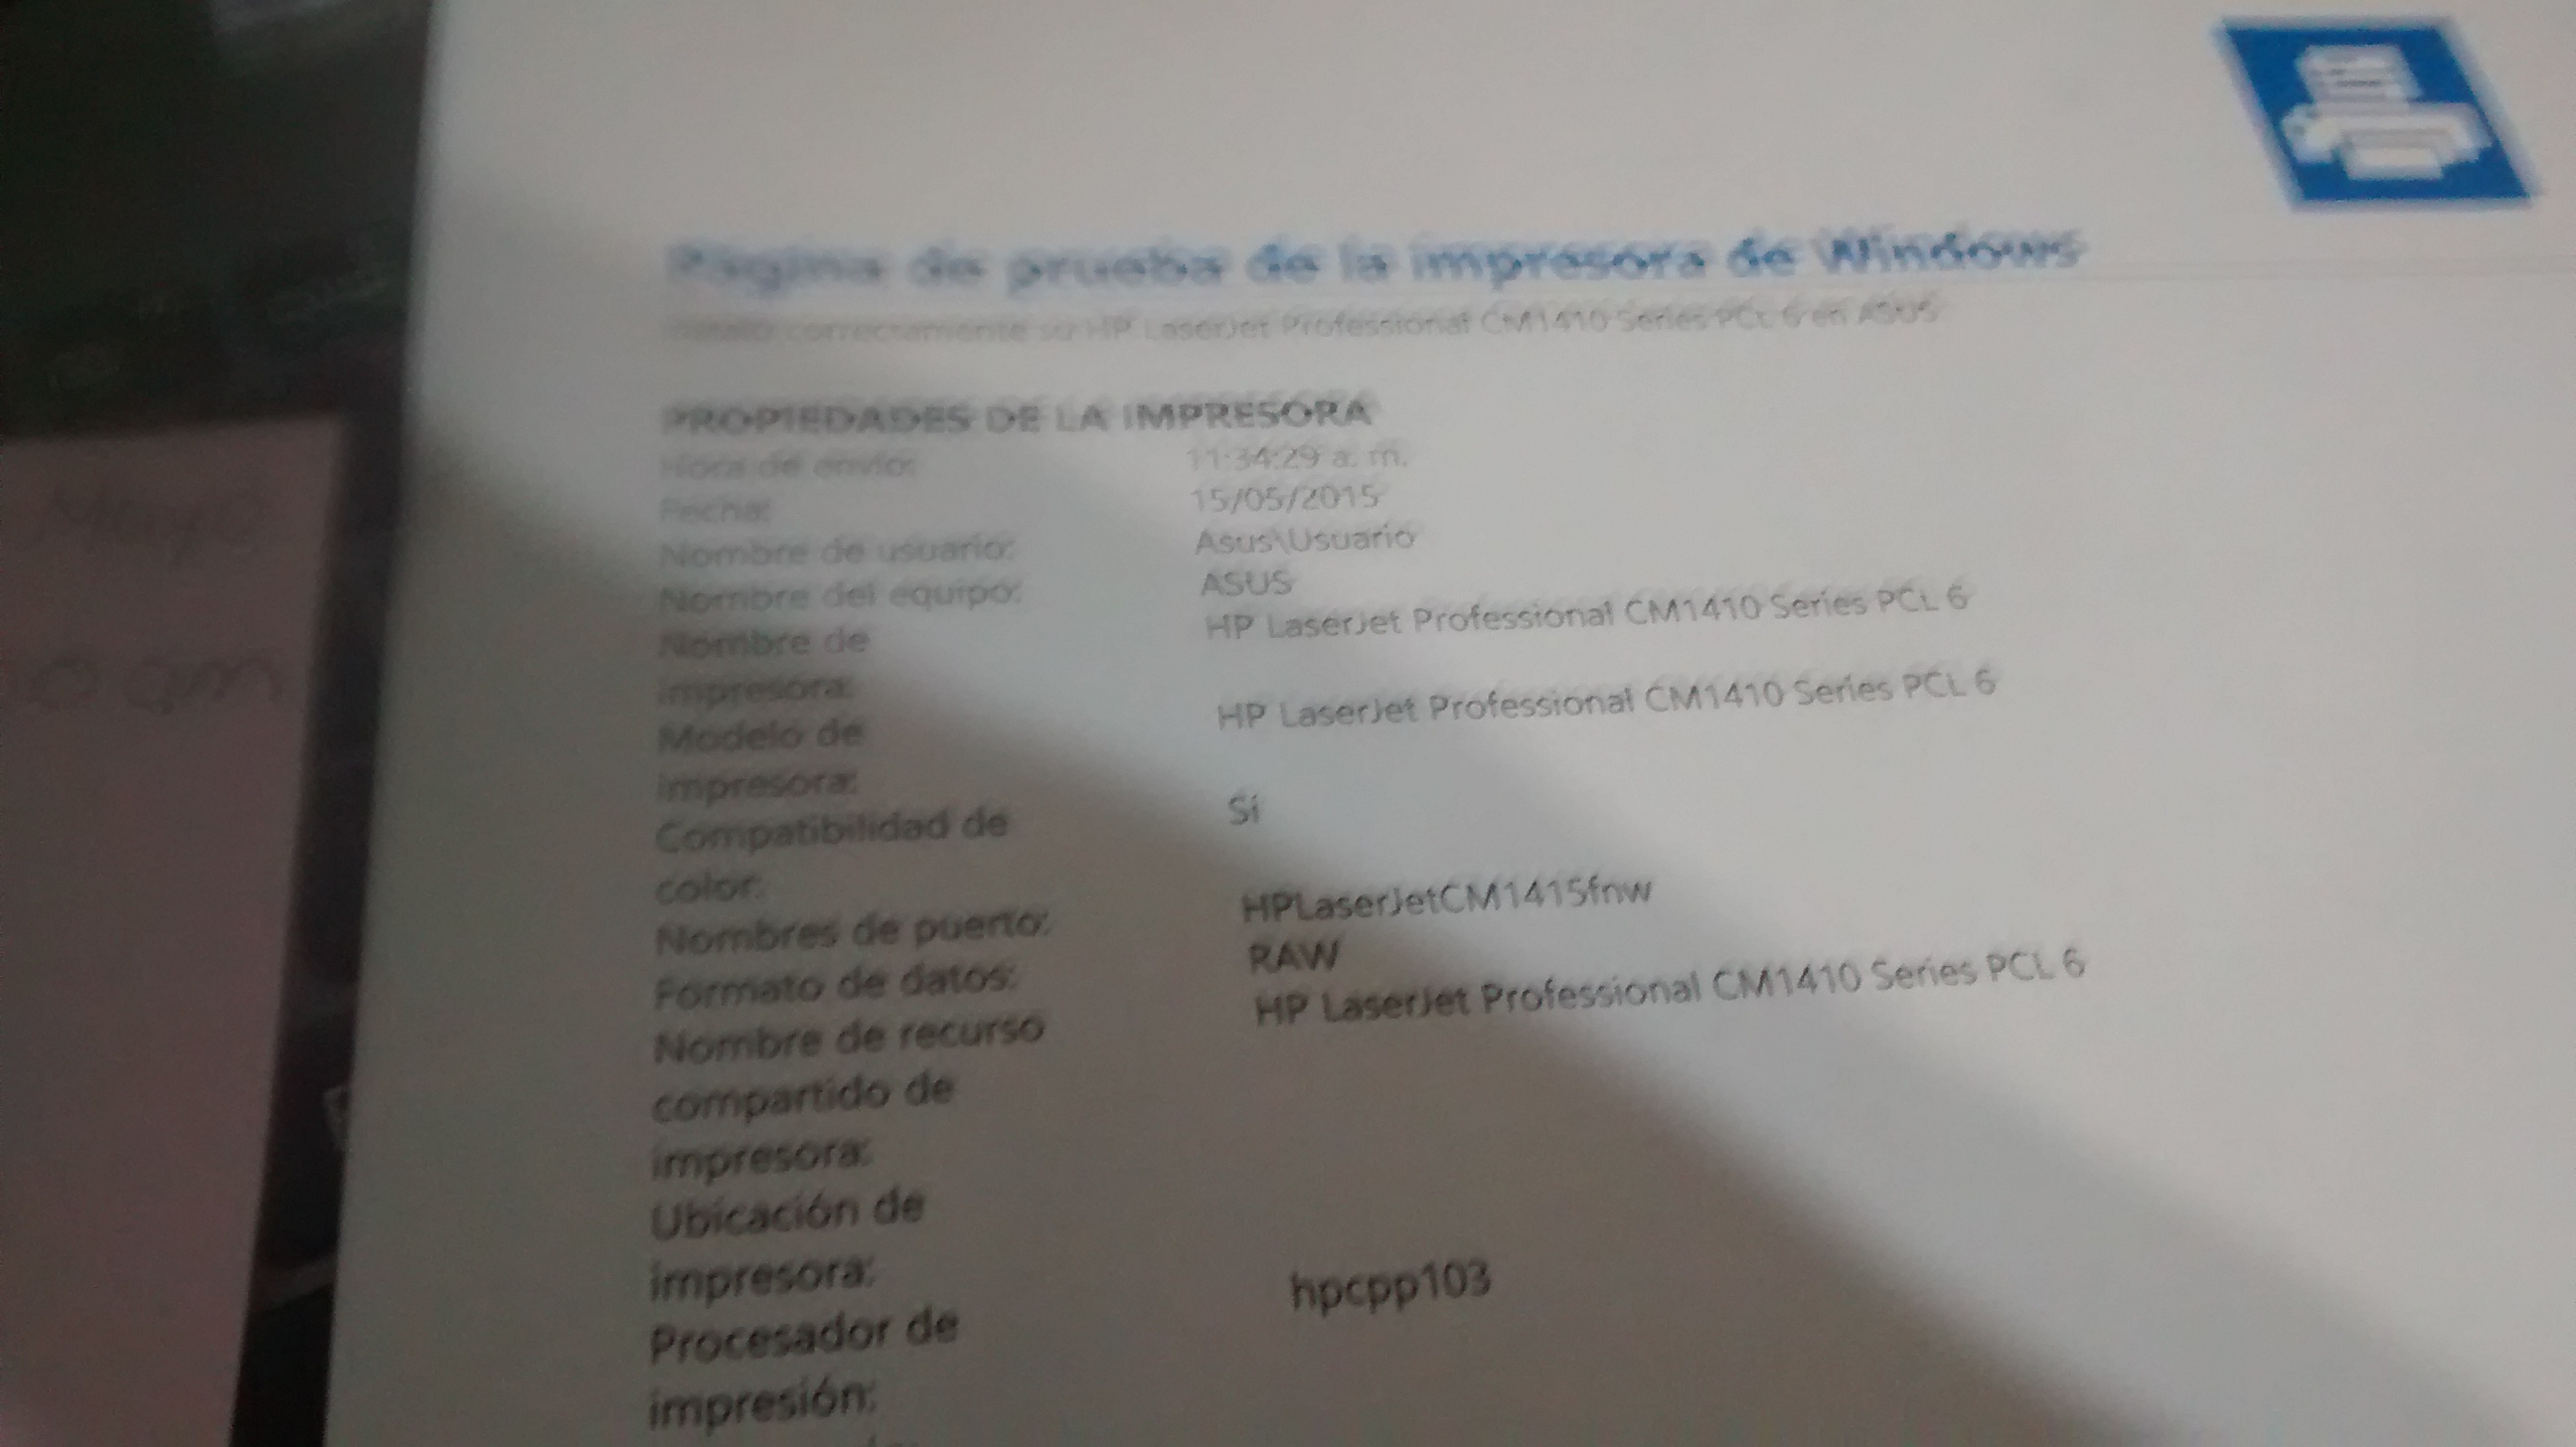 Página de prueba de la impresora de Windows
correctamente su HP LaserJet Professional CM1410 Series PCL 6 en ASUS
PROPIEDADES DE LA IMPRESORA
Hora de envío: 11:34:29 a. m.
Fecha: 15/05/2015
Nombre de usuario: Asus\Usuario
Nombre del equipo: ASUS
Nombre de HP LaserJet Professional CM1410 Series PCL 6
impresora:
Modelo de HP LaserJet Professional CM1410 Series PCL 6
impresora:
Compatibilidad de Sí
color:
Nombres de puerto: HPLaserJetCM1415fnw
Formato de datos: RAW
Nombre de recurso HP LaserJet Professional CM1410 Series PCL 6
compartido de
impresora:
Ubicación de
impresora:
Procesador de hpcpp103
impresión:
Mayo
am